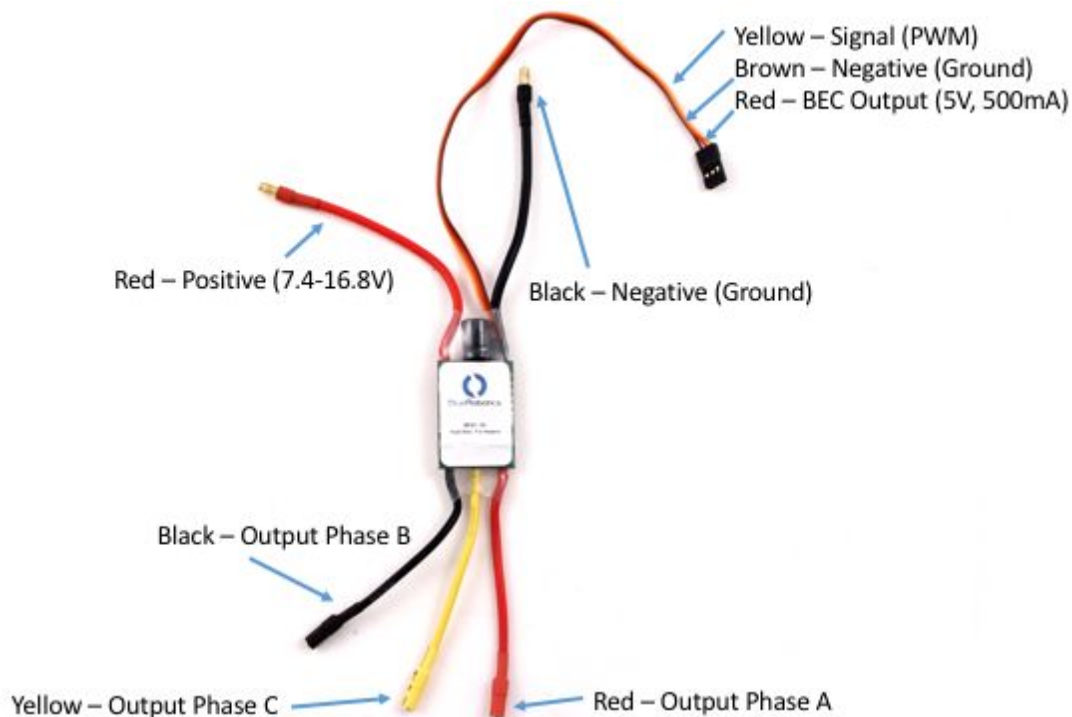 Yellow – Signal (PWM)
Brown – Negative (Ground)
Red – BEC Output (5V, 500mA)
Red – Positive (7.4-16.8V)
Black – Negative (Ground)
BlueRobotics
Black – Output Phase B
Yellow – Output Phase C
Red – Output Phase A